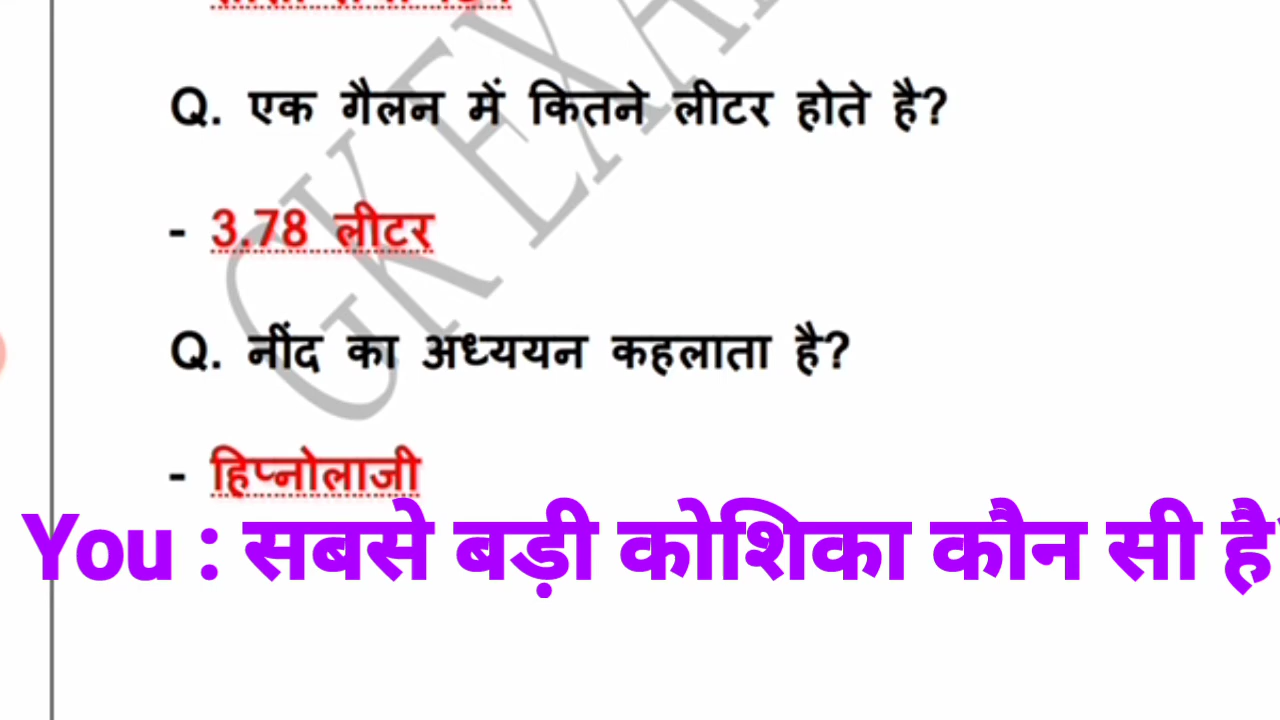 Q. एक गैलन में कितने लीटर होते है?
- 3.78 लीटर
Q. नींद का अध्ययन कहलाता है?
- हिप्नोलाजी
You : सबसे बड़ी कोशिका कौन सी है